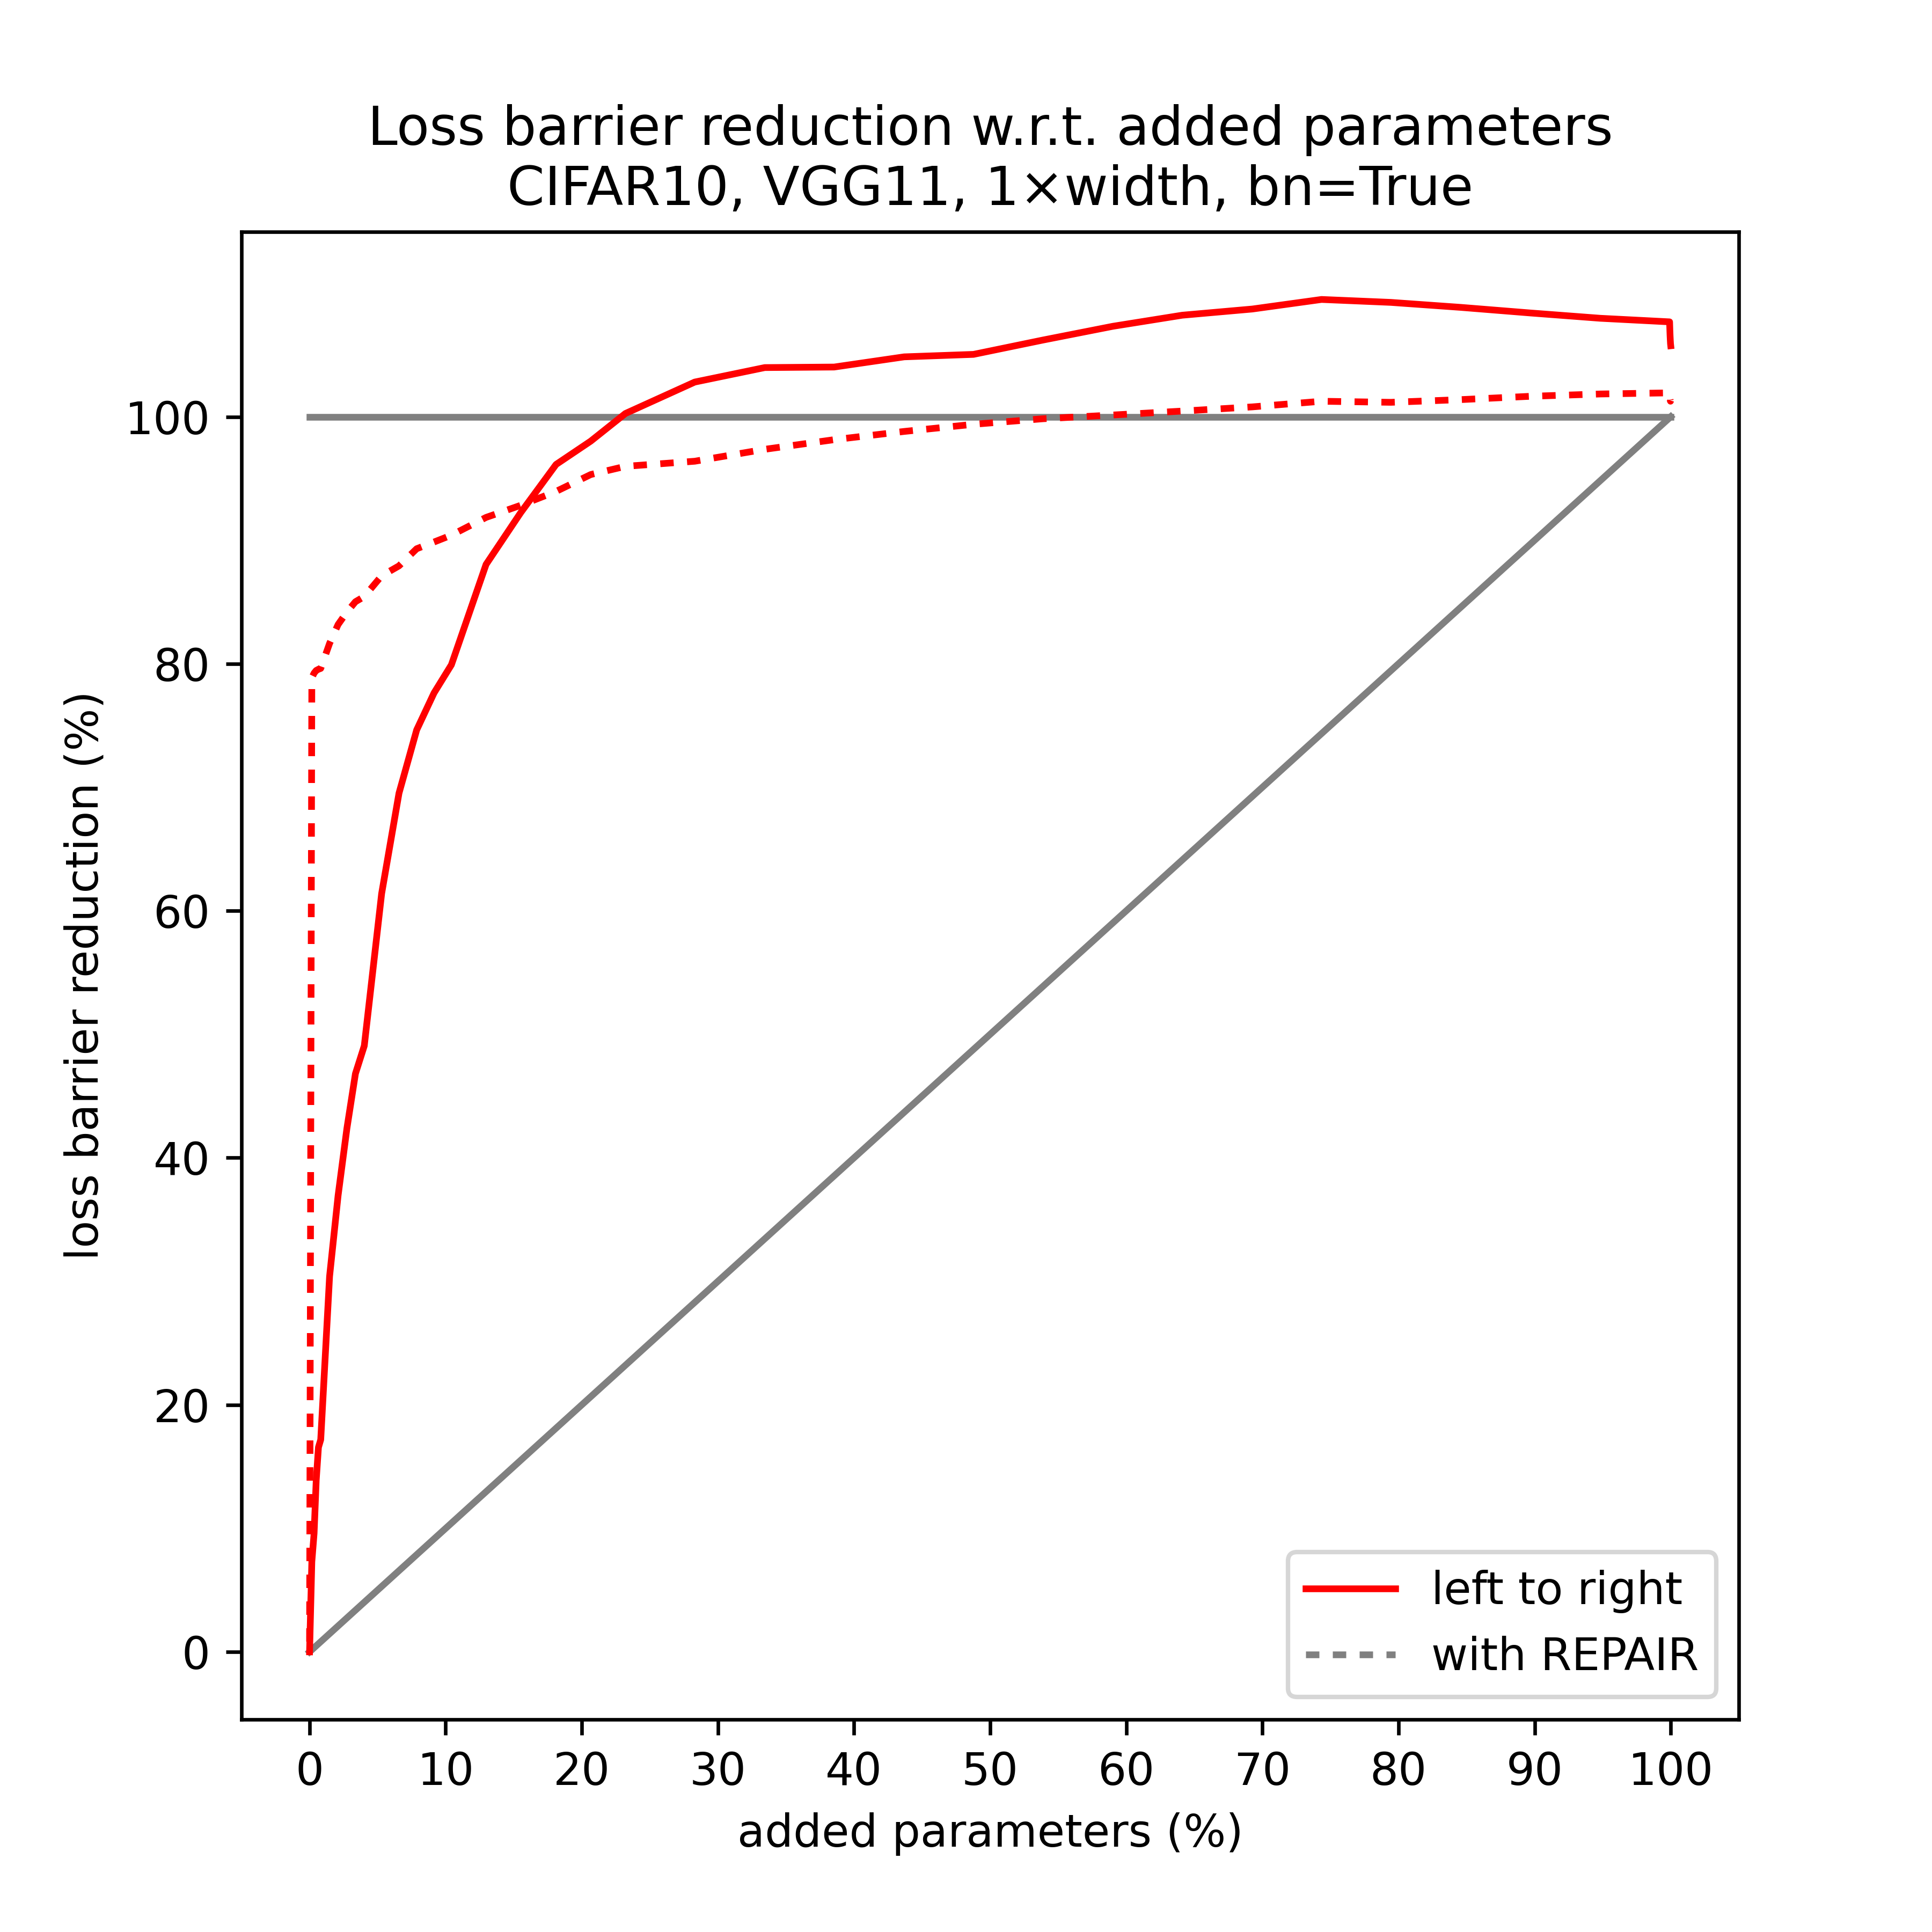 Loss barrier reduction w.r.t. added parameters
CIFAR10, VGG11, 1×width, bn=True
loss barrier reduction (%)
100
80
60
40
20
0
left to right
with REPAIR
0 10 20 30 40 50 60 70 80 90 100
added parameters (%)